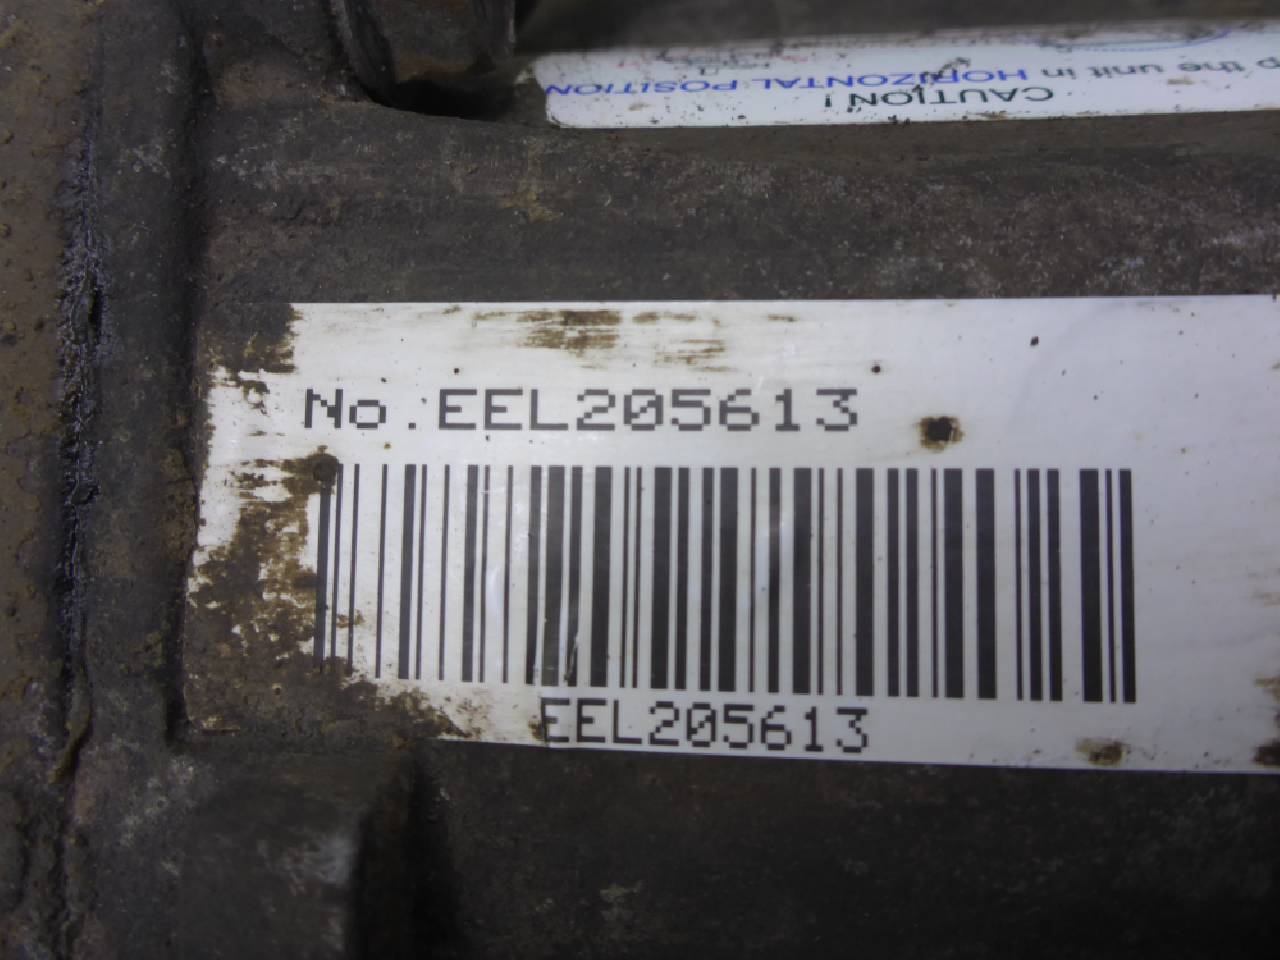 CAUTION!
the unit in HORIZONTAL POSITION
No.EEL205613
EEL205613